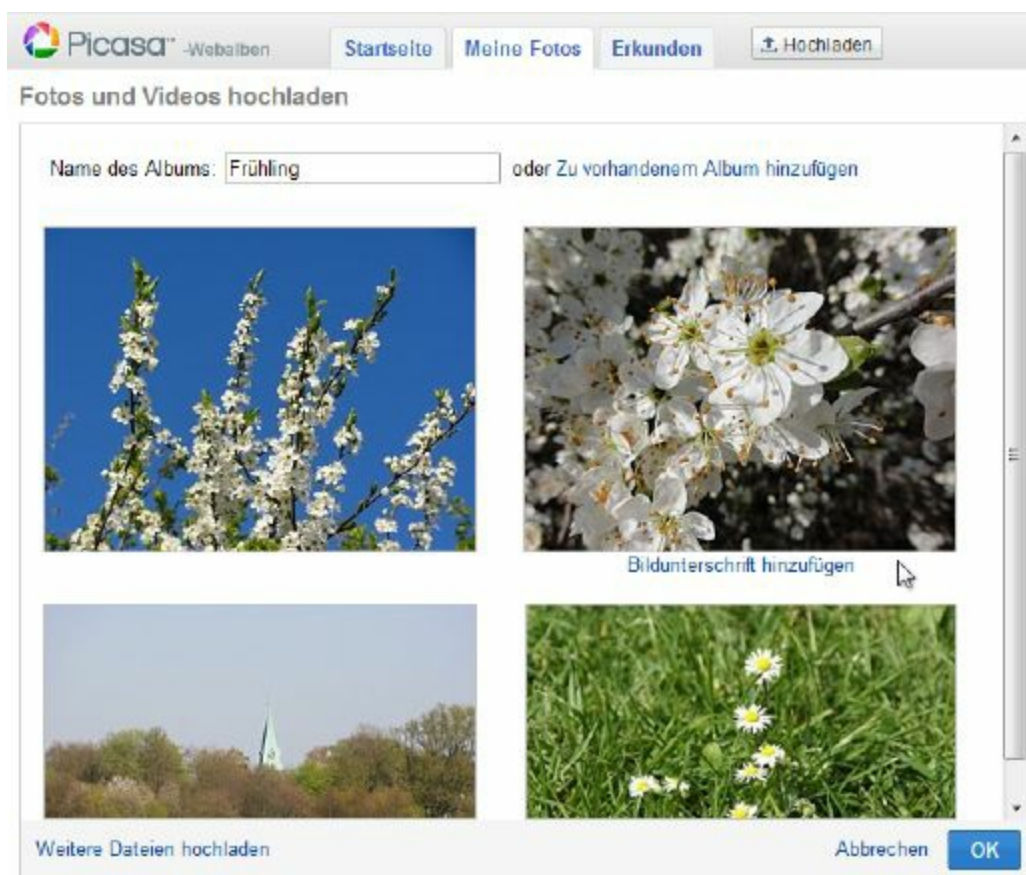 Picasa™ -Webalben Startseite Meine Fotos Erkunden Hochladen
Fotos und Videos hochladen
Name des Albums: Frühling oder Zu vorhandenem Album hinzufügen
Bildunterschrift hinzufügen
Weitere Dateien hochladen Abbrechen OK